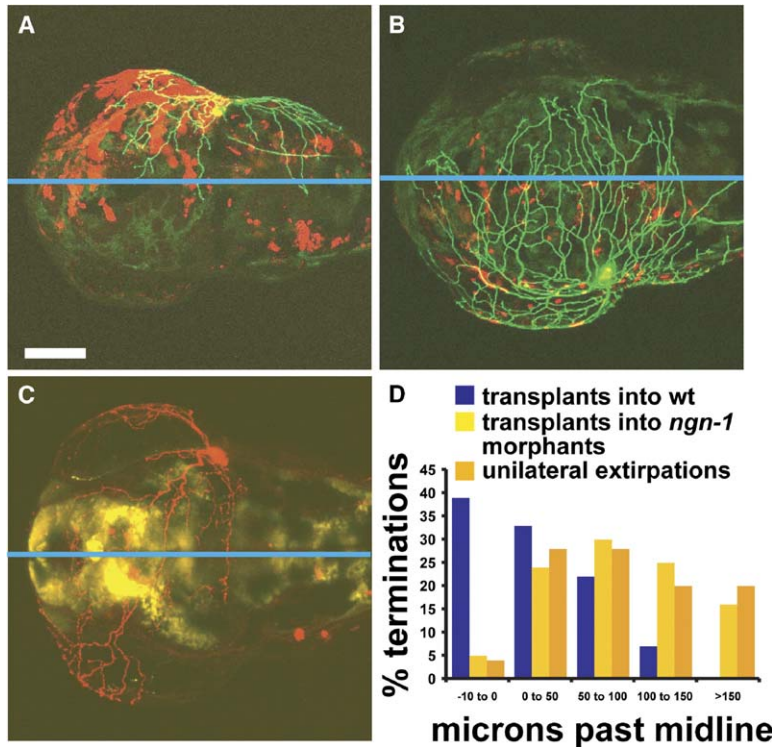 A
B
C
D
transplants into wt
transplants into ngn-1
morphants
unilateral extirpations
% terminations
45
40
35
30
25
20
15
10
5
0
-10 to 0
0 to 50
50 to 100
100 to 150
>150
microns past midline